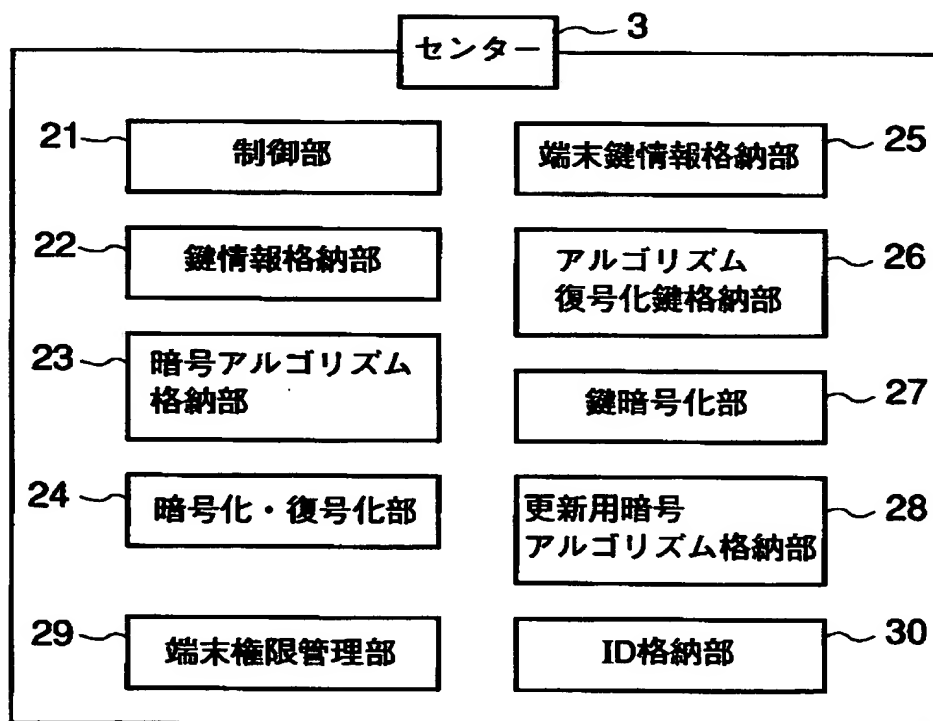 センター 3
21 制御部
25 端末鍵情報格納部
22 鍵情報格納部
26 アルゴリズム
復号化鍵格納部
23 暗号アルゴリズム
格納部
27 鍵暗号化部
24 暗号化・復号化部
28 更新用暗号
アルゴリズム格納部
29 端末権限管理部
30 ID格納部